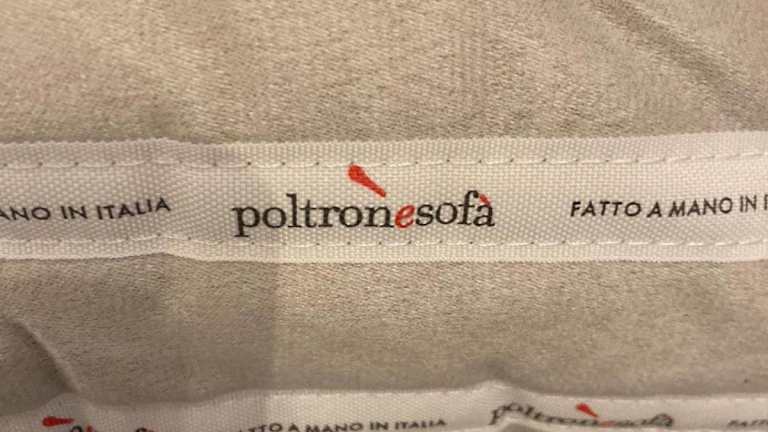 ANO IN ITALIA poltronesofà FATTO A MANO IN I
TTO A MANO IN ITALIA poltronesofà